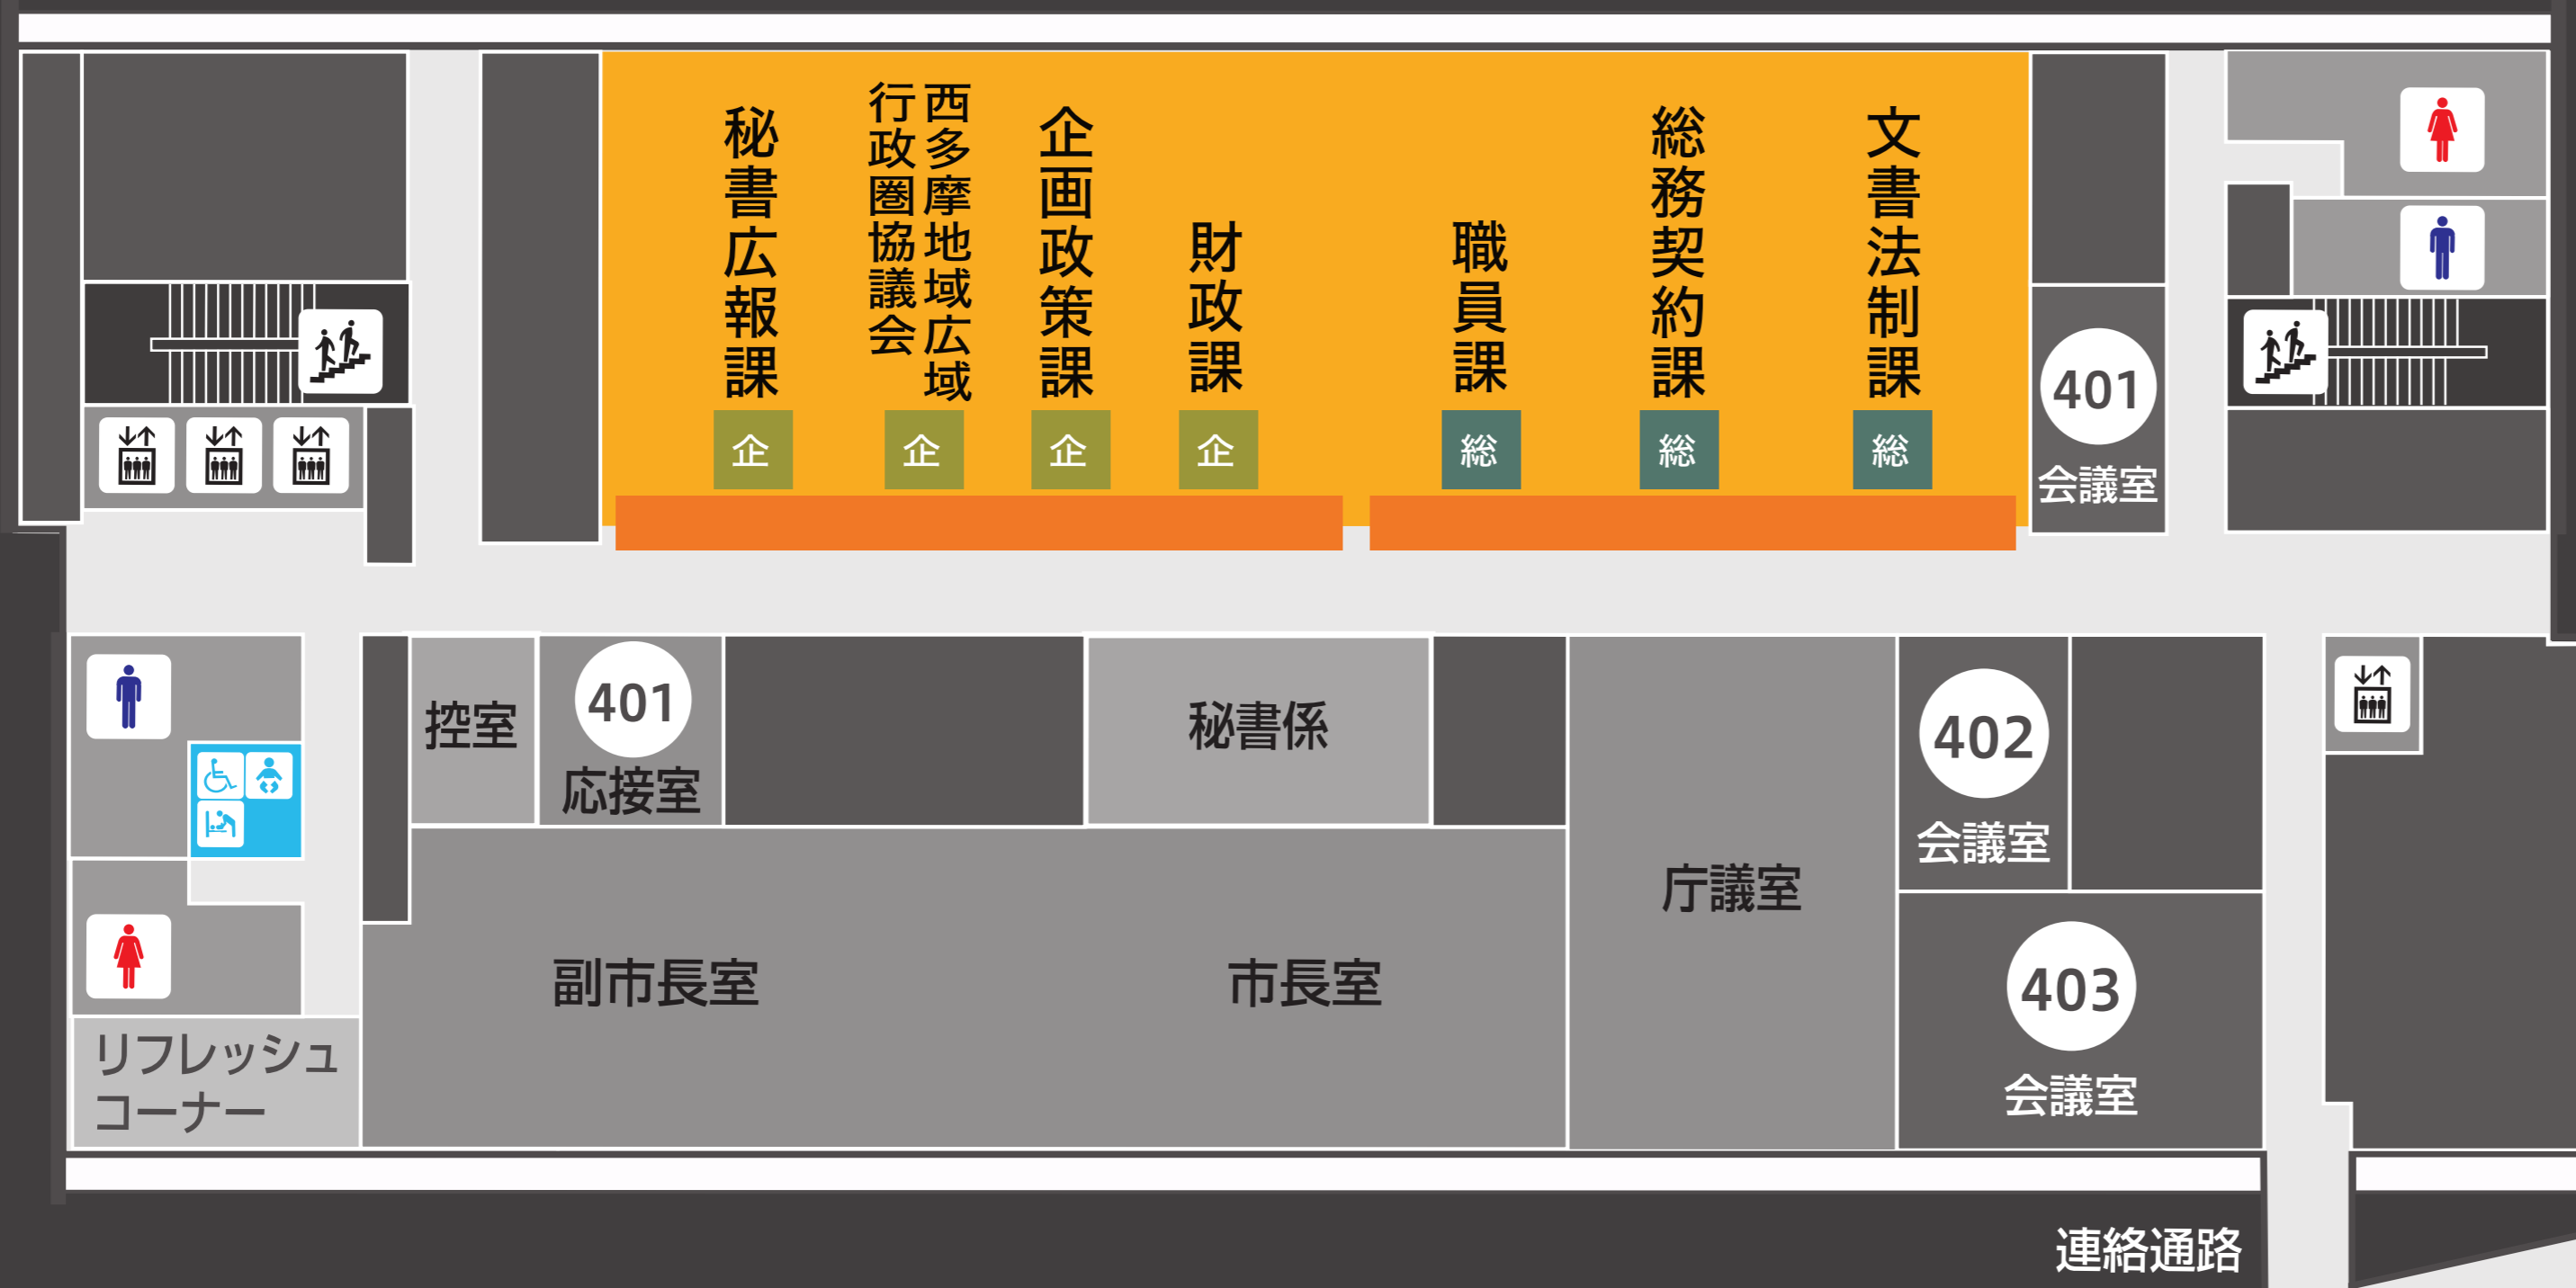 秘書広報課
西多摩地域広域
行政圏協議会
企画政策課
財政課
職員課
総務契約課
文書法制課
企
企
企
企
総
総
総
401
会議室
控室
401
応接室
秘書係
庁議室
402
会議室
403
会議室
副市長室
市長室
リフレッシュ
コーナー
連絡通路